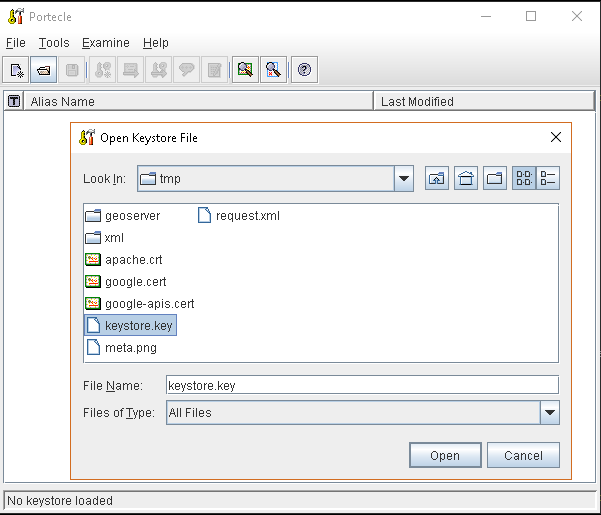 Portecle
File Tools Examine Help
T Alias Name Last Modified
Open Keystore File
Look In: tmp
geoserver request.xml
xml
apache.crt
google.cert
google-apis.cert
keystore.key
meta.png
File Name: keystore.key
Files of Type: All Files
Open Cancel
No keystore loaded